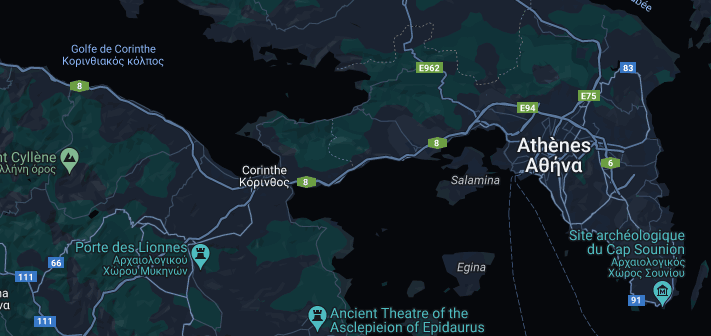 ée
Golfe de Corinthe
Κορινθιακός κόλπος
8
E962
83
E75
E94
8
Athènes
Αθήνα
6
nt Cyllène
λλήνη όρος
Corinthe
Κόρινθος
8
Salamina
Porte des Lionnes
Αρχαιολογικού
Χώρου Μυκηνών
Site archéologique
du Cap Sounion
Αρχαιολογικός
Χώρος Σουνίου
66
Egina
111
91
111
Ancient Theatre of the
Asclepieion of Epidaurus